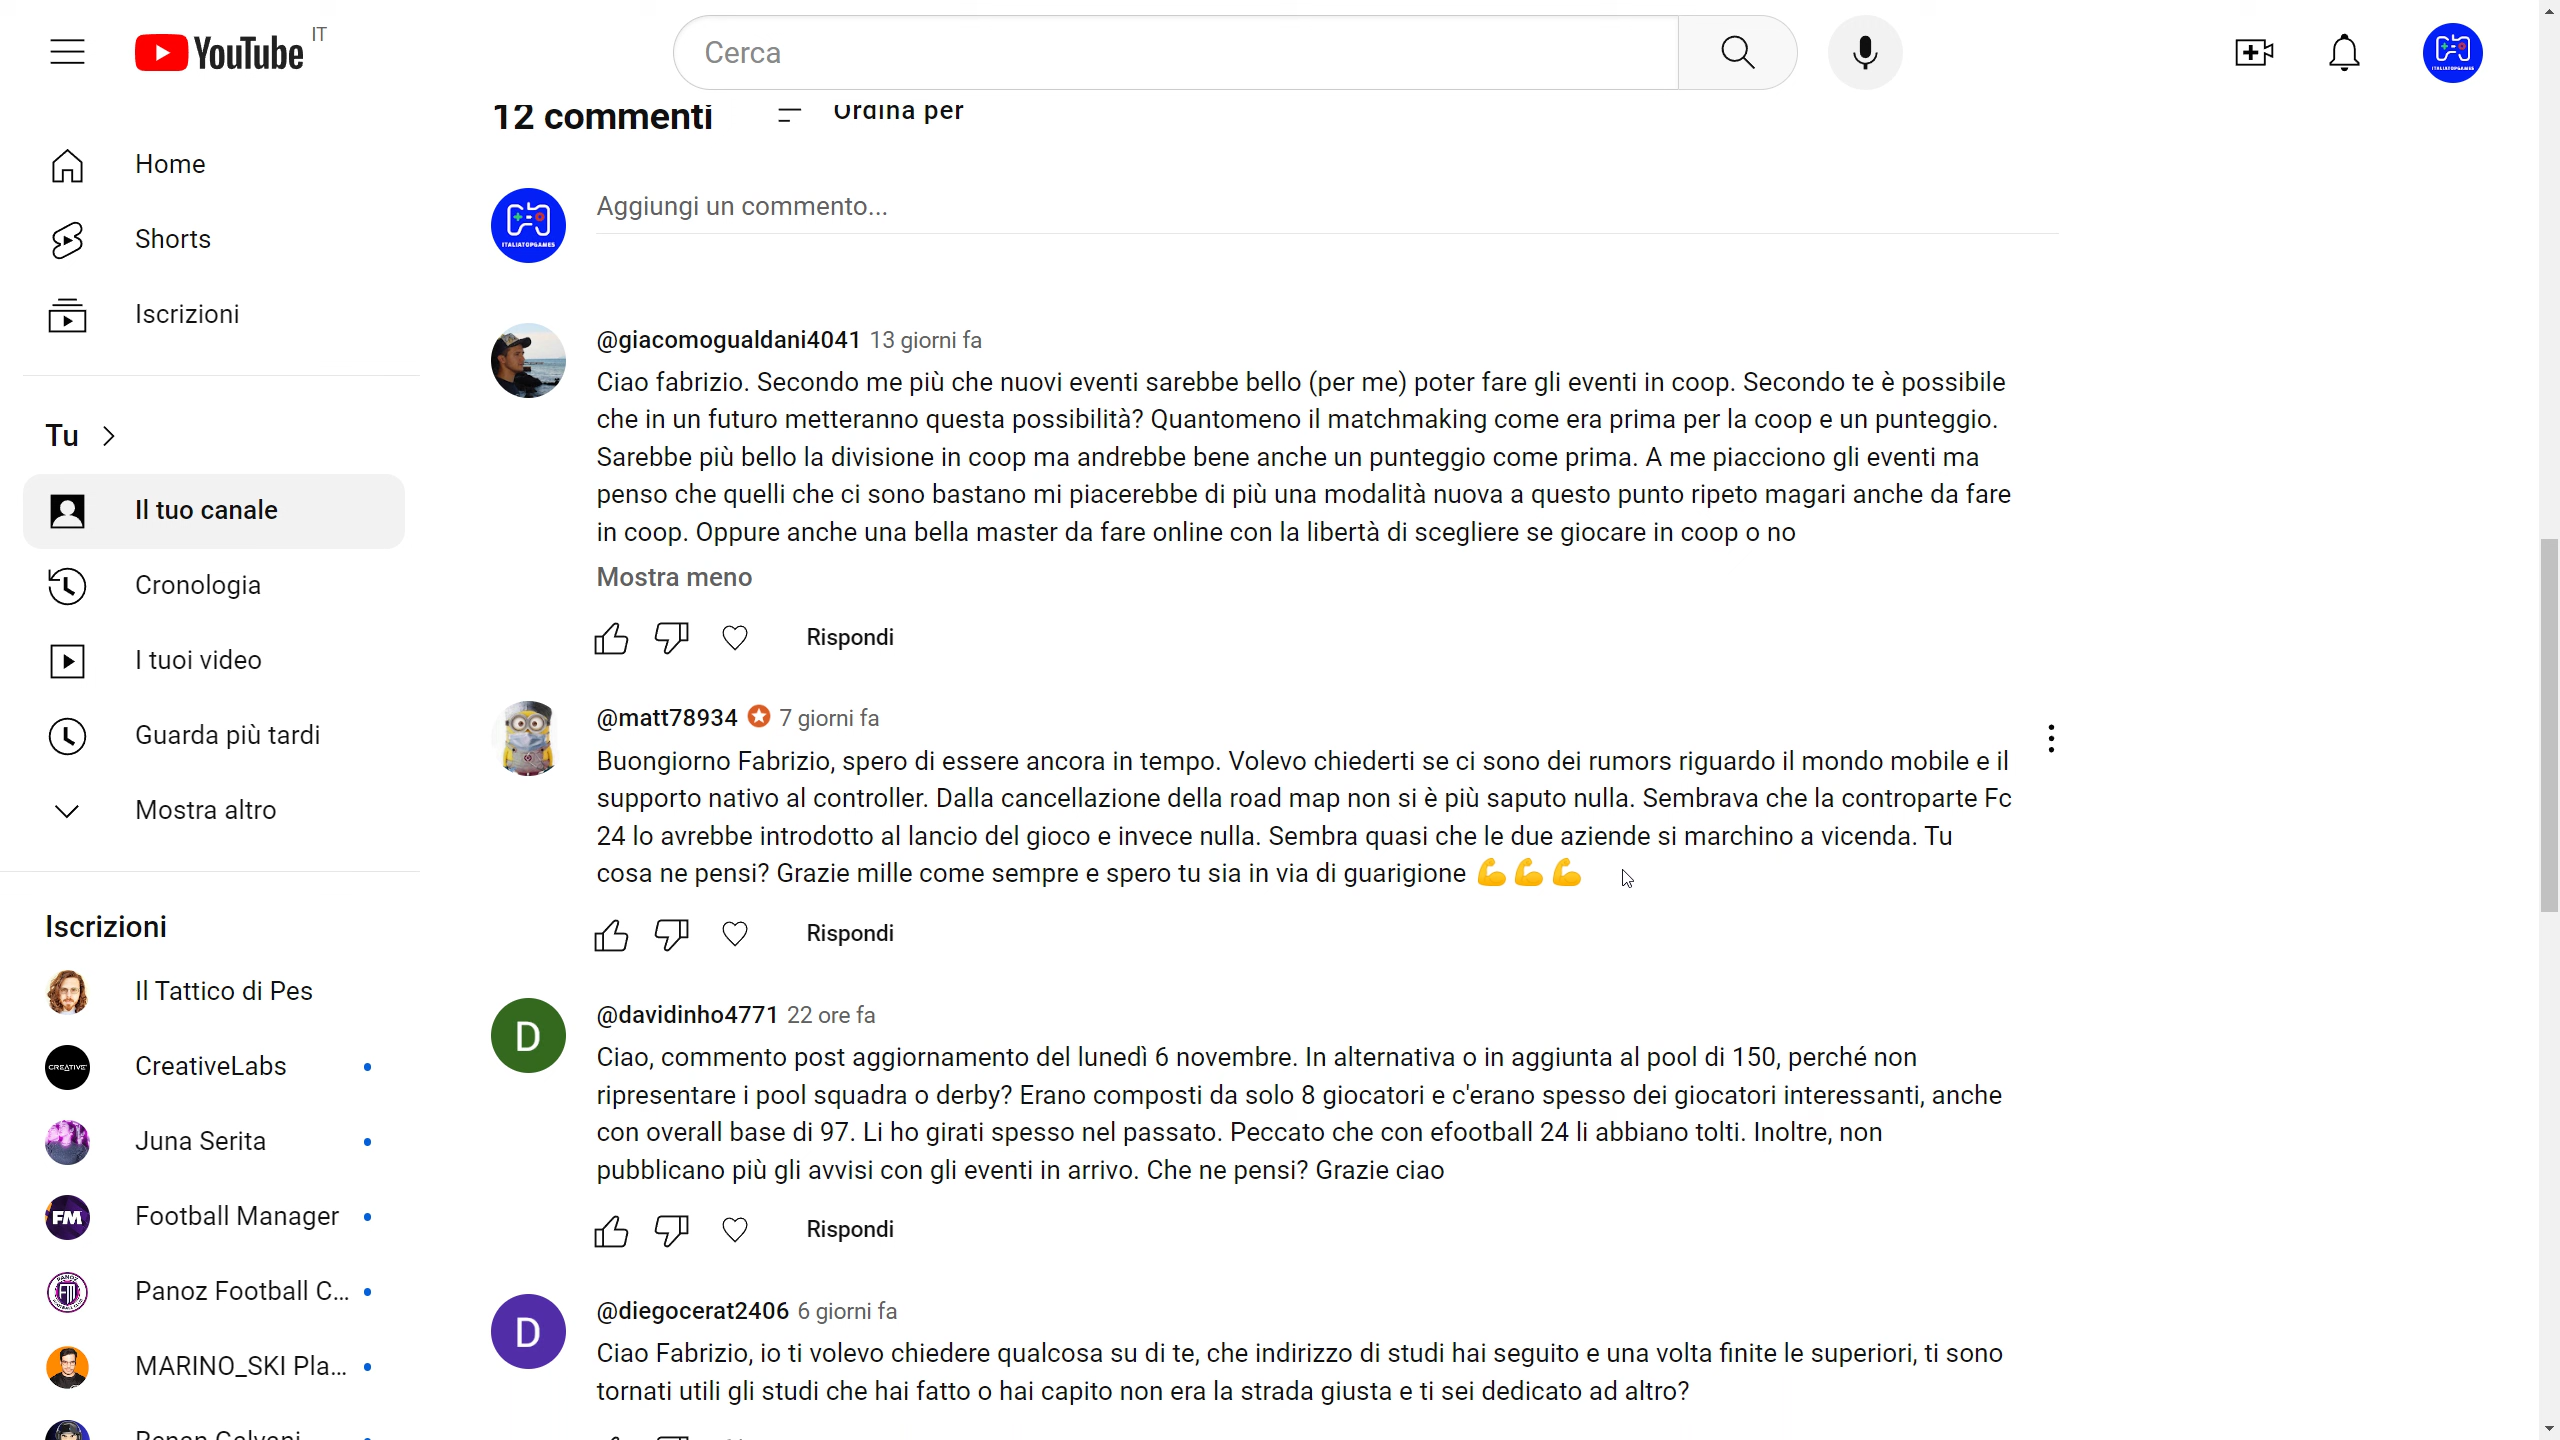 YouTube IT
Cerca
12 commenti
Ordina per
Home
Shorts
Iscrizioni
Tu
Il tuo canale
Cronologia
I tuoi video
Guarda più tardi
Mostra altro
Iscrizioni
Il Tattico di Pes
CreativeLabs
Juna Serita
Football Manager
Panoz Football C...
MARINO_SKI Pla...
Aggiungi un commento...
@giacomogualdani4041 13 giorni fa
Ciao fabrizio. Secondo me più che nuovi eventi sarebbe bello (per me) poter fare gli eventi in coop. Secondo te è possibile
che in un futuro metteranno questa possibilità? Quantomeno il matchmaking come era prima per la coop e un punteggio.
Sarebbe più bello la divisione in coop ma andrebbe bene anche un punteggio come prima. A me piacciono gli eventi ma
penso che quelli che ci sono bastano mi piacerebbe di più una modalità nuova a questo punto ripeto magari anche da fare
in coop. Oppure anche una bella master da fare online con la libertà di scegliere se giocare in coop o no
Mostra meno
Rispondi
@matt78934 7 giorni fa
Buongiorno Fabrizio, spero di essere ancora in tempo. Volevo chiederti se ci sono dei rumors riguardo il mondo mobile e il
supporto nativo al controller. Dalla cancellazione della road map non si è più saputo nulla. Sembrava che la controparte Fc
24 lo avrebbe introdotto al lancio del gioco e invece nulla. Sembra quasi che le due aziende si marchino a vicenda. Tu
cosa ne pensi? Grazie mille come sempre e spero tu sia in via di guarigione 💪💪💪
Rispondi
D
@davidinho4771 22 ore fa
Ciao, commento post aggiornamento del lunedì 6 novembre. In alternativa o in aggiunta al pool di 150, perché non
ripresentare i pool squadra o derby? Erano composti da solo 8 giocatori e c'erano spesso dei giocatori interessanti, anche
con overall base di 97. Li ho girati spesso nel passato. Peccato che con efootball 24 li abbiano tolti. Inoltre, non
pubblicano più gli avvisi con gli eventi in arrivo. Che ne pensi? Grazie ciao
Rispondi
D
@diegocerat2406 6 giorni fa
Ciao Fabrizio, io ti volevo chiedere qualcosa su di te, che indirizzo di studi hai seguito e una volta finite le superiori, ti sono
tornati utili gli studi che hai fatto o hai capito non era la strada giusta e ti sei dedicato ad altro?
ITALIATOPGAMES
CREATIVE
FM